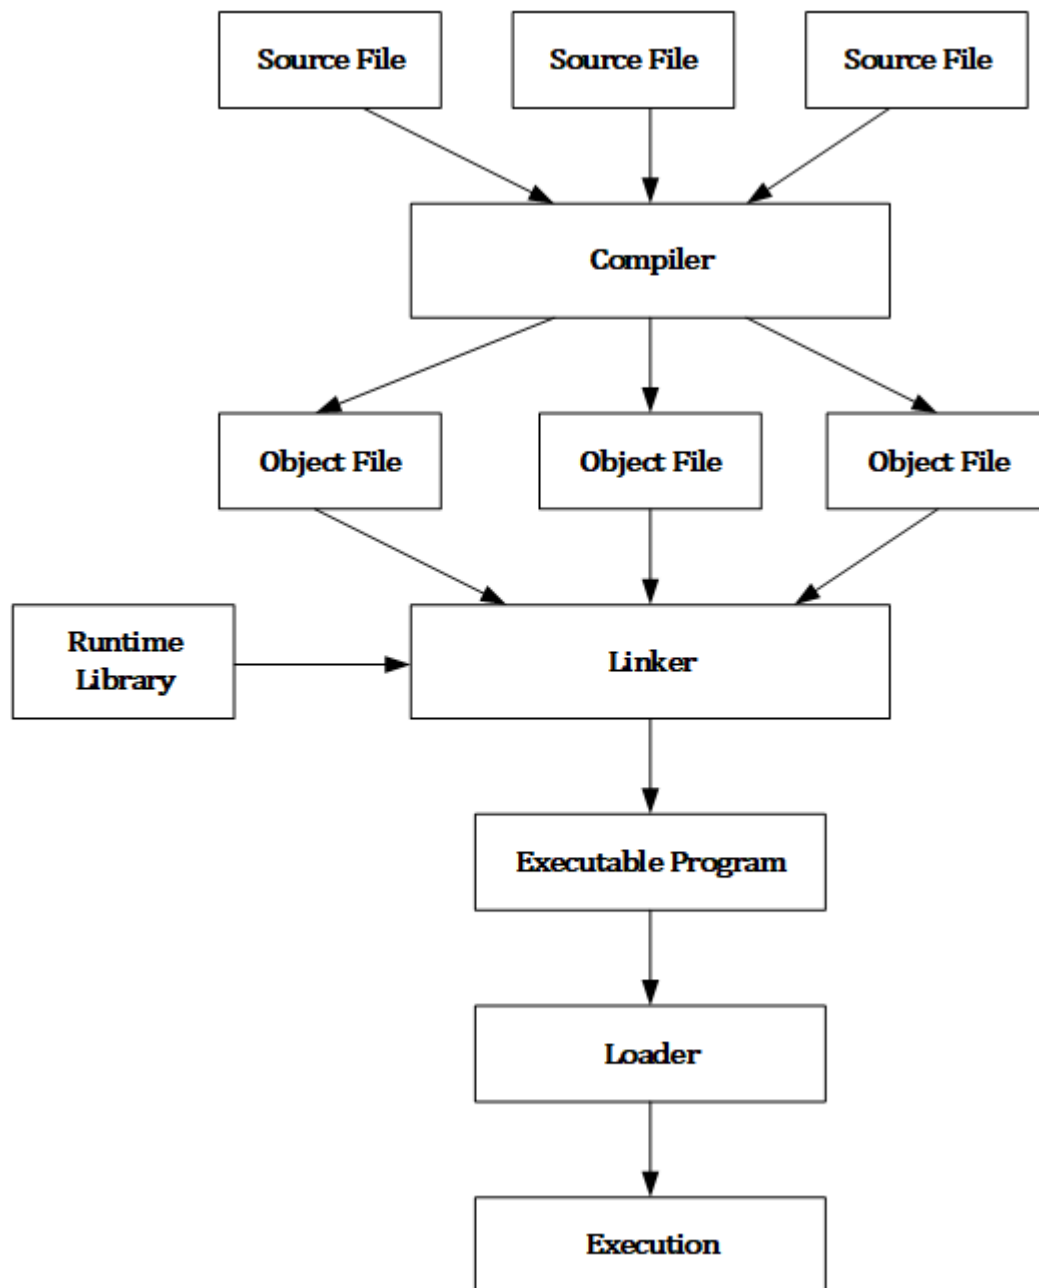 Source File
Source File
Source File
Compiler
Object File
Object File
Object File
Runtime
Library
Linker
Executable Program
Loader
Execution